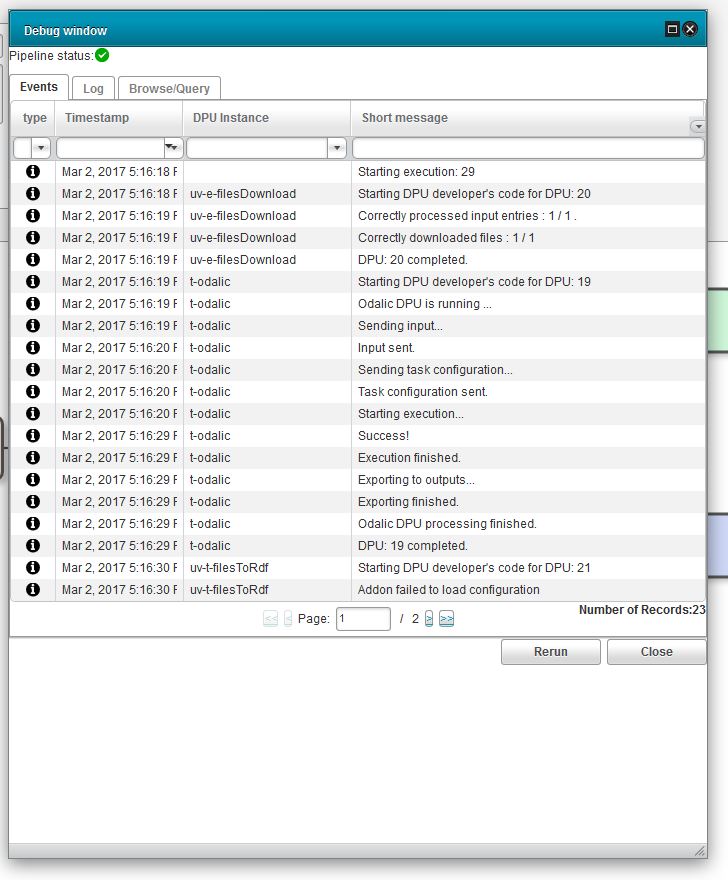 Debug window
Pipeline status:
Events Log Browse/Query
type Timestamp DPU Instance Short message
Mar 2, 2017 5:16:18 P Starting execution: 29
Mar 2, 2017 5:16:18 P uv-e-filesDownload Starting DPU developer's code for DPU: 20
Mar 2, 2017 5:16:19 P uv-e-filesDownload Correctly processed input entries : 1 / 1 .
Mar 2, 2017 5:16:19 P uv-e-filesDownload Correctly downloaded files : 1 / 1
Mar 2, 2017 5:16:19 P uv-e-filesDownload DPU: 20 completed.
Mar 2, 2017 5:16:19 P t-odalic Starting DPU developer's code for DPU: 19
Mar 2, 2017 5:16:19 P t-odalic Odalic DPU is running ...
Mar 2, 2017 5:16:19 P t-odalic Sending input...
Mar 2, 2017 5:16:20 P t-odalic Input sent.
Mar 2, 2017 5:16:20 P t-odalic Sending task configuration...
Mar 2, 2017 5:16:20 P t-odalic Task configuration sent.
Mar 2, 2017 5:16:20 P t-odalic Starting execution...
Mar 2, 2017 5:16:29 P t-odalic Success!
Mar 2, 2017 5:16:29 P t-odalic Execution finished.
Mar 2, 2017 5:16:29 P t-odalic Exporting to outputs...
Mar 2, 2017 5:16:29 P t-odalic Exporting finished.
Mar 2, 2017 5:16:29 P t-odalic Odalic DPU processing finished.
Mar 2, 2017 5:16:29 P t-odalic DPU: 19 completed.
Mar 2, 2017 5:16:30 P uv-t-filesToRdf Starting DPU developer's code for DPU: 21
Mar 2, 2017 5:16:30 P uv-t-filesToRdf Addon failed to load configuration
<< < Page: 1 / 2 > >> Number of Records:23
Rerun Close